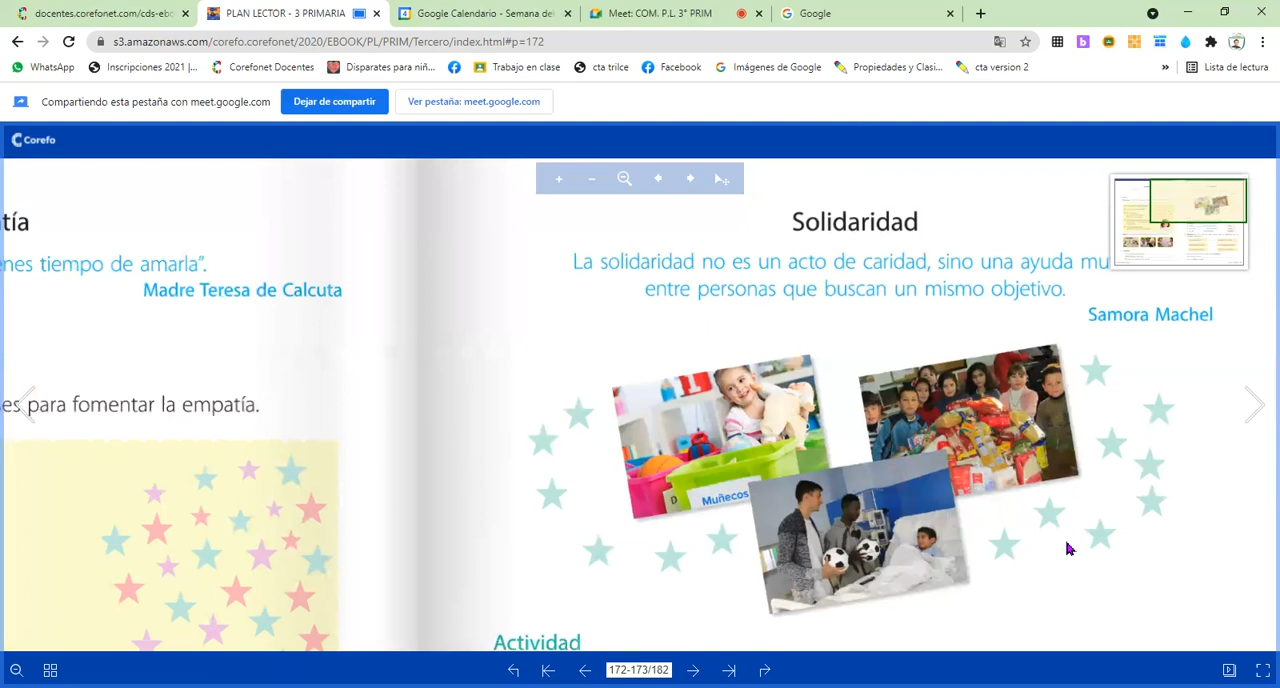 docentes.corefonet.com/cds-ebo
PLAN LECTOR - 3 PRIMARIA
Google Calendario - Semana del
Meet: COM. P.L. 3° PRIM
Google
s3.amazonaws.com/corefo.corefonet/2020/EBOOK/PL/PRIM/Tercero/index.html#p=172
WhatsApp
Inscripciones 2021 |...
Corefonet Docentes
Disparates para niñ...
Trabajo en clase
cta trilce
Facebook
Imágenes de Google
Propiedades y Clasi...
cta version 2
»
Lista de lectura
Compartiendo esta pestaña con meet.google.com
Dejar de compartir
Ver pestaña: meet.google.com
Corefo
tía
enes tiempo de amarla”.
Madre Teresa de Calcuta
es para fomentar la empatía.
Solidaridad
La solidaridad no es un acto de caridad, sino una ayuda mu
entre personas que buscan un mismo objetivo.
Samora Machel
Muñecos
Actividad
172-173/182